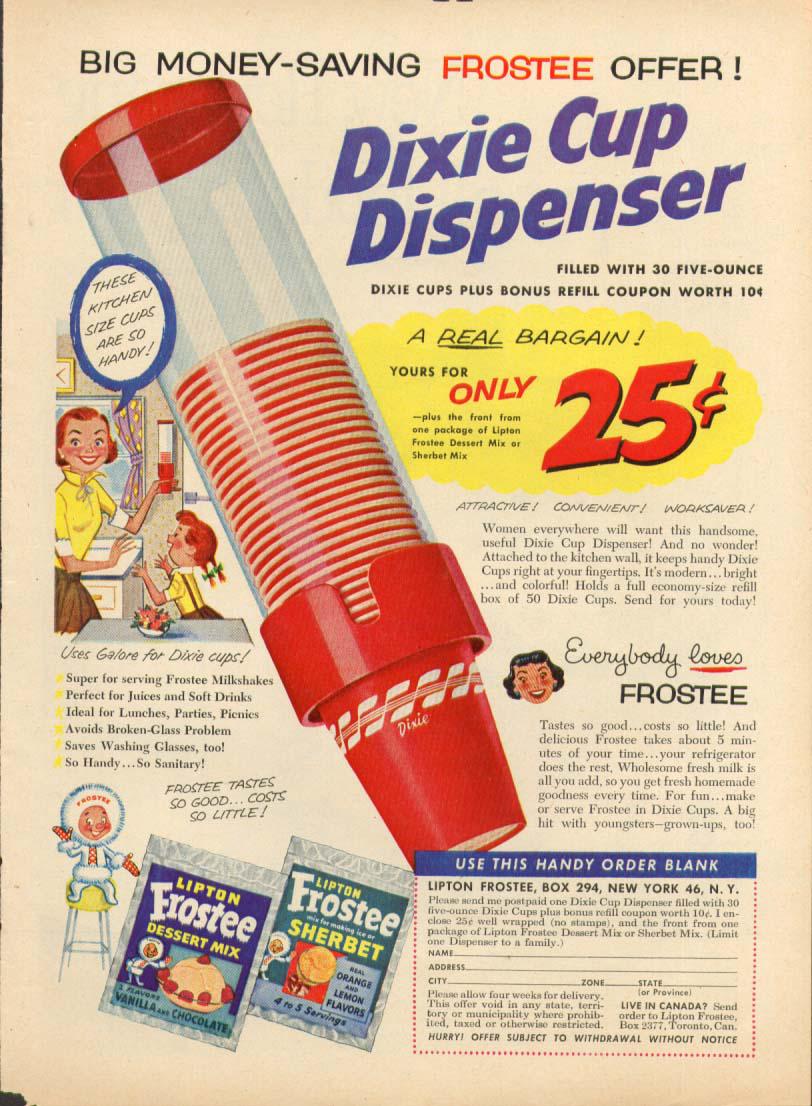 BIG MONEY-SAVING FROSTEE OFFER!
Dixie Cup
Dispenser
FILLED WITH 30 FIVE-OUNCE
DIXIE CUPS PLUS BONUS REFILL COUPON WORTH 10¢
THESE
KITCHEN
SIZE CUPS
ARE SO
HANDY!
A REAL BARGAIN!
YOURS FOR
ONLY
25¢
—plus the front from
one package of Lipton
Frostee Dessert Mix or
Sherbet Mix
ATTRACTIVE! CONVENIENT! WORKSAVER!
Women everywhere will want this handsome,
useful Dixie Cup Dispenser! And no wonder!
Attached to the kitchen wall, it keeps handy Dixie
Cups right at your fingertips. It's modern...bright
...and colorful! Holds a full economy-size refill
box of 50 Dixie Cups. Send for yours today!
Uses Galore for Dixie cups!
Super for serving Frostee Milkshakes
Perfect for Juices and Soft Drinks
Ideal for Lunches, Parties, Picnics
Avoids Broken-Glass Problem
Saves Washing Glasses, too!
So Handy...So Sanitary!
Dixie
Everybody loves
FROSTEE
Tastes so good...costs so little! And
delicious Frostee takes about 5 min-
utes of your time...your refrigerator
does the rest. Wholesome fresh milk is
all you add, so you get fresh homemade
goodness every time. For fun...make
or serve Frostee in Dixie Cups. A big
hit with youngsters—grown-ups, too!
FROSTEE TASTES
SO GOOD... COSTS
SO LITTLE!
FROSTEE
LIPTON
Frostee
DESSERT MIX
2 FLAVORS
VANILLA AND CHOCOLATE
LIPTON
Frostee
mix for making ice or
SHERBET
REAL
ORANGE
AND
LEMON
FLAVORS
4 to 5 Servings
USE THIS HANDY ORDER BLANK
LIPTON FROSTEE, BOX 294, NEW YORK 46, N. Y.
Please send me postpaid one Dixie Cup Dispenser filled with 30
five-ounce Dixie Cups plus bonus refill coupon worth 10¢. I en-
close 25¢ well wrapped (no stamps), and the front from one
package of Lipton Frostee Dessert Mix or Sherbet Mix. (Limit
one Dispenser to a family.)
NAME
ADDRESS
CITY ZONE STATE
(or Province)
Please allow four weeks for delivery.
This offer void in any state, terri-
tory or municipality where prohib-
ited, taxed or otherwise restricted.
LIVE IN CANADA? Send
order to Lipton Frostee,
Box 2377, Toronto, Can.
HURRY! OFFER SUBJECT TO WITHDRAWAL WITHOUT NOTICE